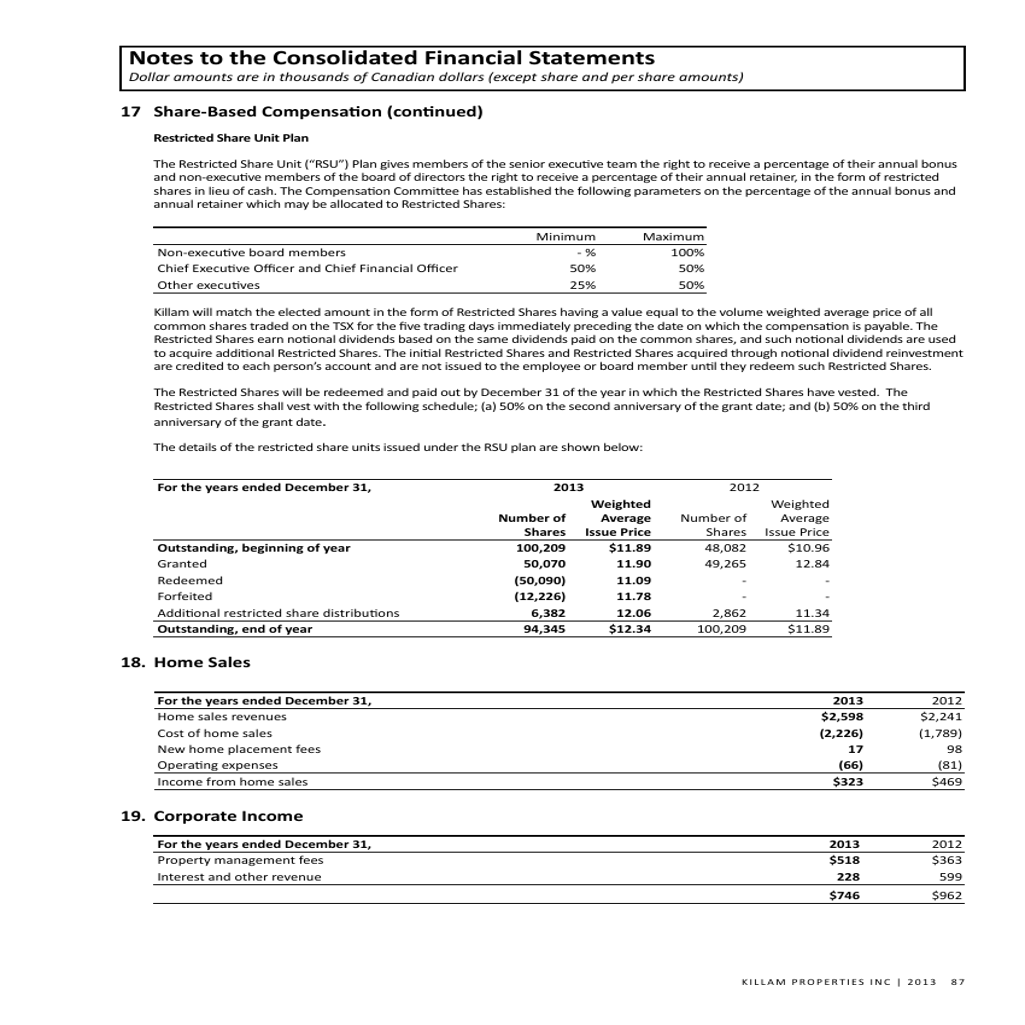 Notes to the Consolidated Financial Statements
Dollar amounts are in thousands of Canadian dollars (except share and per share amounts)
17 Share-Based Compensation (continued)
Restricted Share Unit Plan
The Restricted Share Unit (“RSU”) Plan gives members of the senior executive team the right to receive a percentage of their annual bonus
and non-executive members of the board of directors the right to receive a percentage of their annual retainer, in the form of restricted
shares in lieu of cash. The Compensation Committee has established the following parameters on the percentage of the annual bonus and
annual retainer which may be allocated to Restricted Shares:
Minimum Maximum
Non-executive board members - % 100%
Chief Executive Officer and Chief Financial Officer 50% 50%
Other executives 25% 50%
Killam will match the elected amount in the form of Restricted Shares having a value equal to the volume weighted average price of all
common shares traded on the TSX for the five trading days immediately preceding the date on which the compensation is payable. The
Restricted Shares earn notional dividends based on the same dividends paid on the common shares, and such notional dividends are used
to acquire additional Restricted Shares. The initial Restricted Shares and Restricted Shares acquired through notional dividend reinvestment
are credited to each person’s account and are not issued to the employee or board member until they redeem such Restricted Shares.
The Restricted Shares will be redeemed and paid out by December 31 of the year in which the Restricted Shares have vested. The
Restricted Shares shall vest with the following schedule; (a) 50% on the second anniversary of the grant date; and (b) 50% on the third
anniversary of the grant date.
The details of the restricted share units issued under the RSU plan are shown below:
For the years ended December 31, 2013 2012
Weighted Weighted
Number of Average Number of Average
Shares Issue Price Shares Issue Price
Outstanding, beginning of year 100,209 $11.89 48,082 $10.96
Granted 50,070 11.90 49,265 12.84
Redeemed (50,090) 11.09 - -
Forfeited (12,226) 11.78 - -
Additional restricted share distributions 6,382 12.06 2,862 11.34
Outstanding, end of year 94,345 $12.34 100,209 $11.89
18. Home Sales
For the years ended December 31, 2013 2012
Home sales revenues $2,598 $2,241
Cost of home sales (2,226) (1,789)
New home placement fees 17 98
Operating expenses (66) (81)
Income from home sales $323 $469
19. Corporate Income
For the years ended December 31, 2013 2012
Property management fees $518 $363
Interest and other revenue 228 599
$746 $962
KILLAM PROPERTIES INC | 2013 87